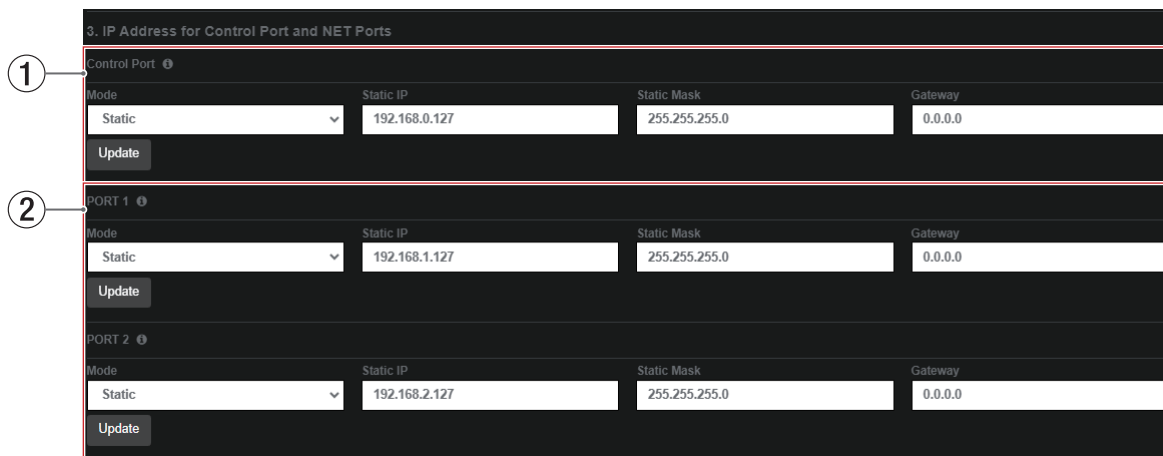 3. IP Address for Control Port and NET Ports
① Control Port
Mode Static IP Static Mask Gateway
Static 192.168.0.127 255.255.255.0 0.0.0.0
Update
② PORT 1
Mode Static IP Static Mask Gateway
Static 192.168.1.127 255.255.255.0 0.0.0.0
Update
PORT 2
Mode Static IP Static Mask Gateway
Static 192.168.2.127 255.255.255.0 0.0.0.0
Update